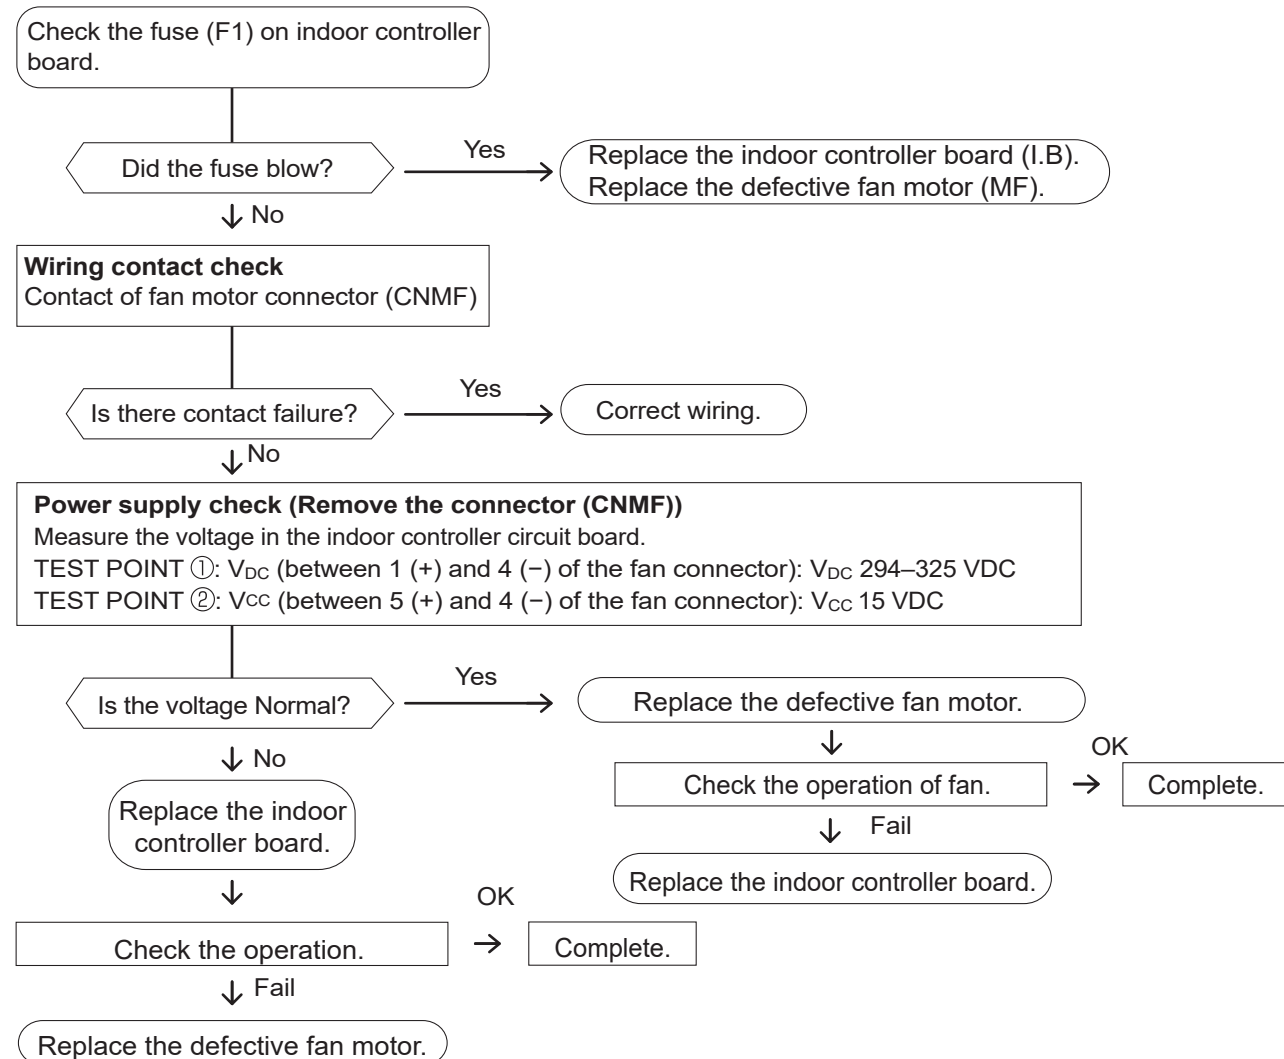 Check the fuse (F1) on indoor controller
board.
Did the fuse blow?
Yes
Replace the indoor controller board (I.B).
Replace the defective fan motor (MF).
No
Wiring contact check
Contact of fan motor connector (CNMF)
Is there contact failure?
Yes
Correct wiring.
No
Power supply check (Remove the connector (CNMF))
Measure the voltage in the indoor controller circuit board.
TEST POINT ①: VDC (between 1 (+) and 4 (−) of the fan connector): VDC 294–325 VDC
TEST POINT ②: VCC (between 5 (+) and 4 (−) of the fan connector): VCC 15 VDC
Is the voltage Normal?
Yes
Replace the defective fan motor.
Check the operation of fan.
OK
Complete.
Fail
Replace the indoor controller board.
No
Replace the indoor
controller board.
Check the operation.
OK
Complete.
Fail
Replace the defective fan motor.